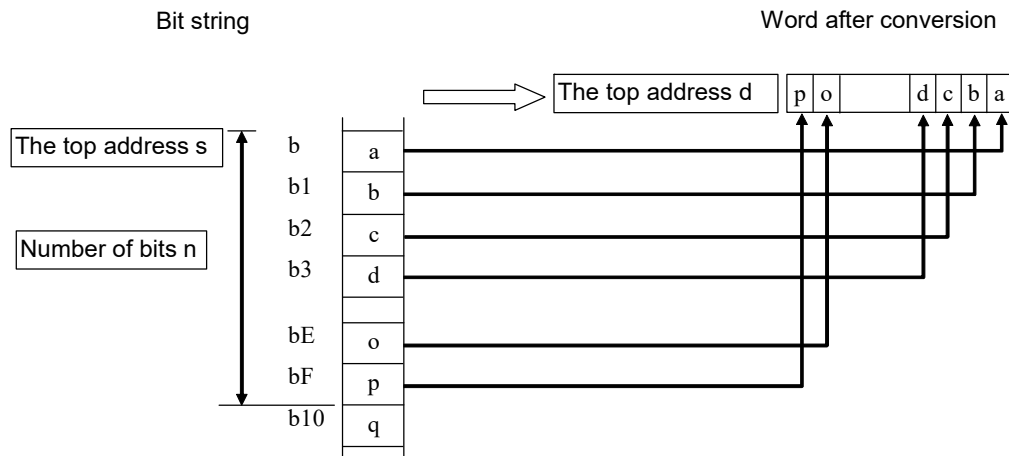 Bit string
Word after conversion
The top address d
p o d c b a
The top address s
b a
b1 b
Number of bits n
b2 c
b3 d
bE o
bF p
b10 q